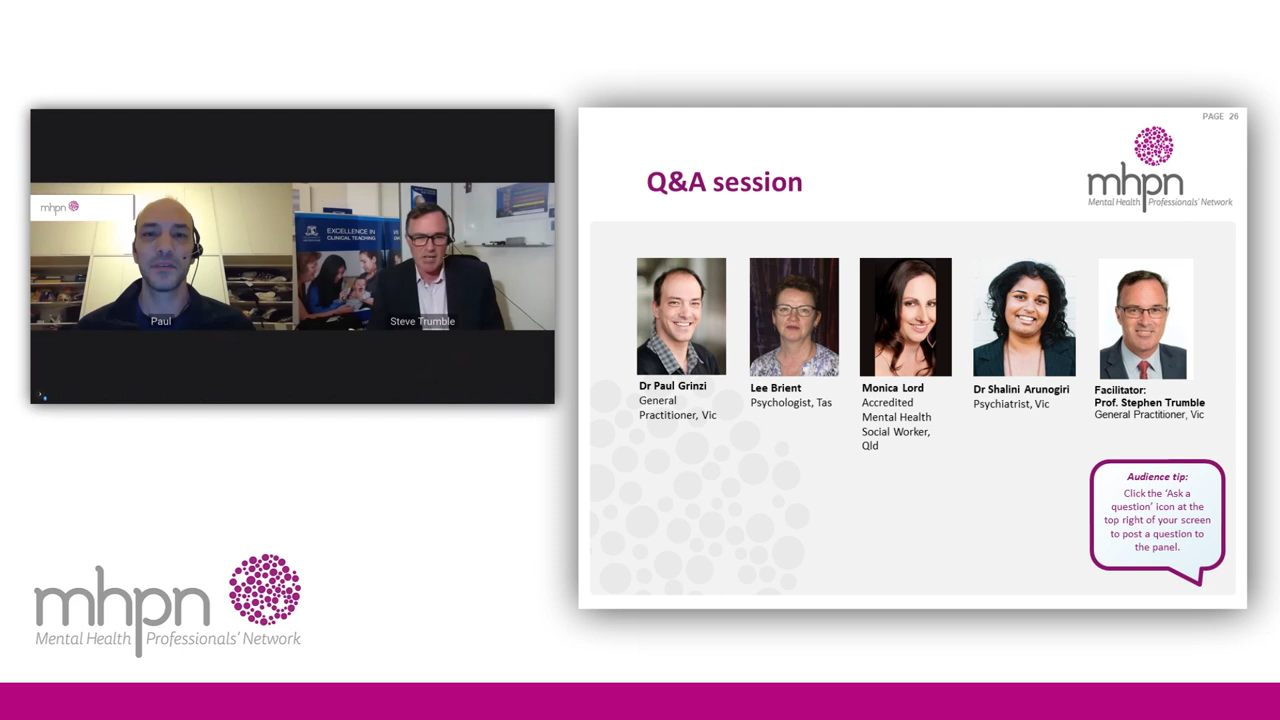 mhpn
EXCELLENCE IN
CLINICAL TEACHING
Paul
Steve Trumble
mhpn
Mental Health Professionals' Network
PAGE 26
Q&A session
mhpn
Mental Health Professionals' Network
Dr Paul Grinzi
General
Practitioner, Vic
Lee Brient
Psychologist, Tas
Monica Lord
Accredited
Mental Health
Social Worker,
Qld
Dr Shalini Arunogiri
Psychiatrist, Vic
Facilitator:
Prof. Stephen Trumble
General Practitioner, Vic
Audience tip:
Click the 'Ask a
question' icon at the
top right of your screen
to post a question to
the panel.